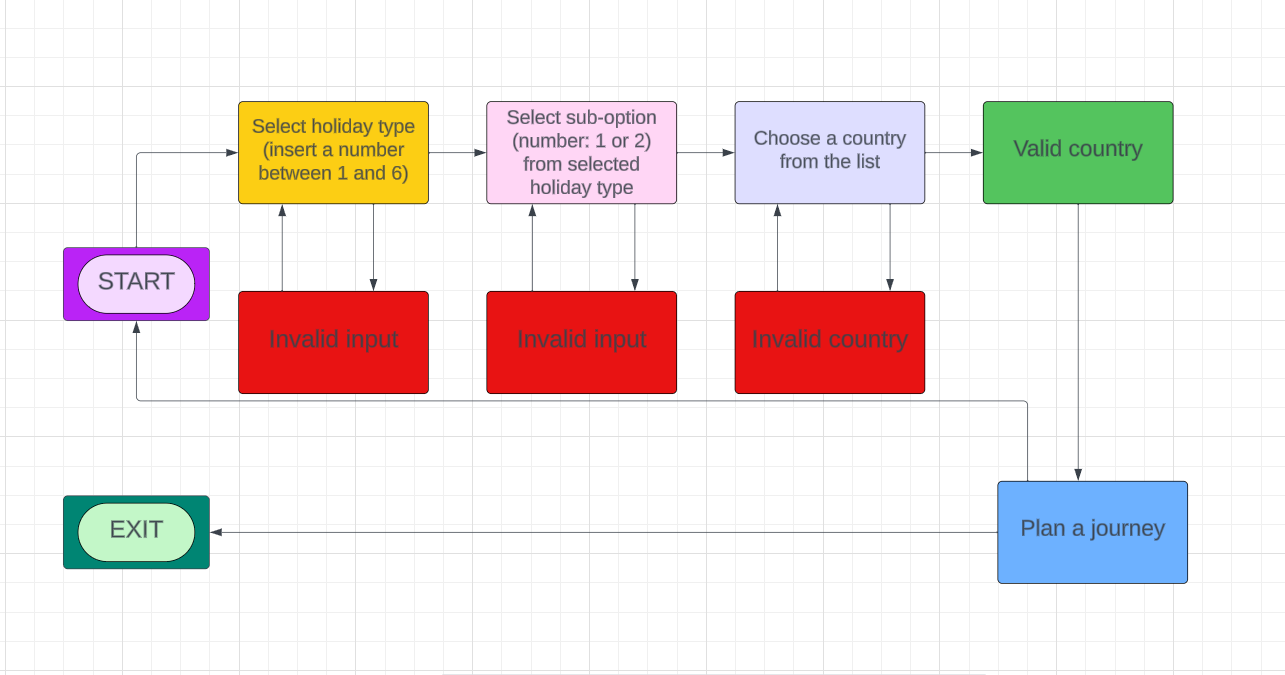 Select holiday type
(insert a number
between 1 and 6)
Select sub-option
(number: 1 or 2)
from selected
holiday type
Choose a country
from the list
Valid country
START
Invalid input
Invalid input
Invalid country
EXIT
Plan a journey